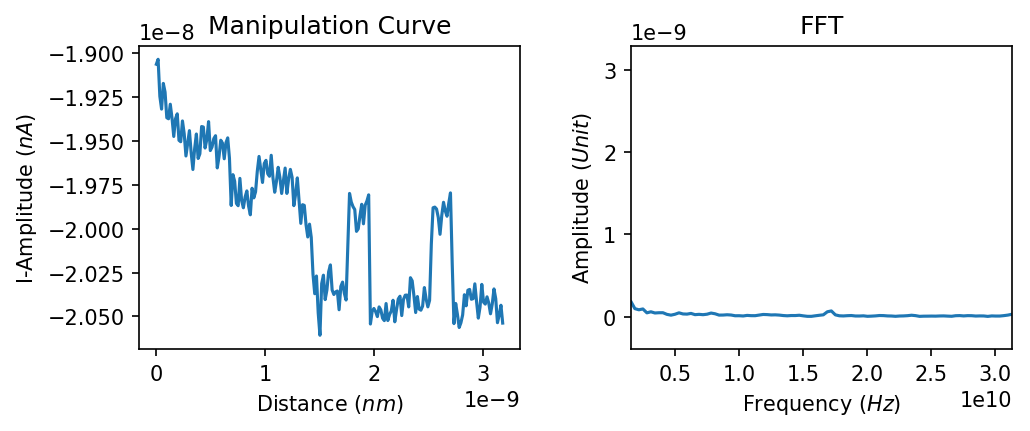 Manipulation Curve
1e−8
−1.900
−1.925
−1.950
−1.975
−2.000
−2.025
−2.050
I-Amplitude (nA)
0 1 2 3
1e−9
Distance (nm)
FFT
1e−9
3
2
1
0
Amplitude (Unit)
0.5 1.0 1.5 2.0 2.5 3.0
1e10
Frequency (Hz)